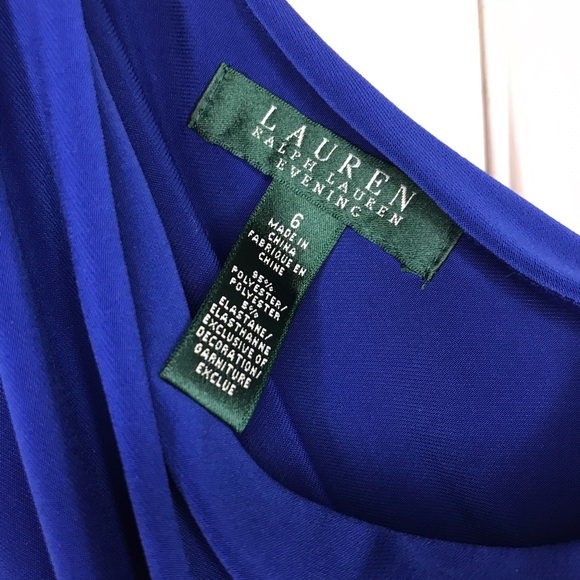 LAUREN
RALPH LAUREN
EVENING
6
MADE IN
CHINA
FABRIQUE EN
CHINE
95%
POLYESTER/
POLYESTER
5%
ELASTANE/
ELASTHANNE
EXCLUSIVE OF
DECORATION/
GARNITURE
EXCLUE